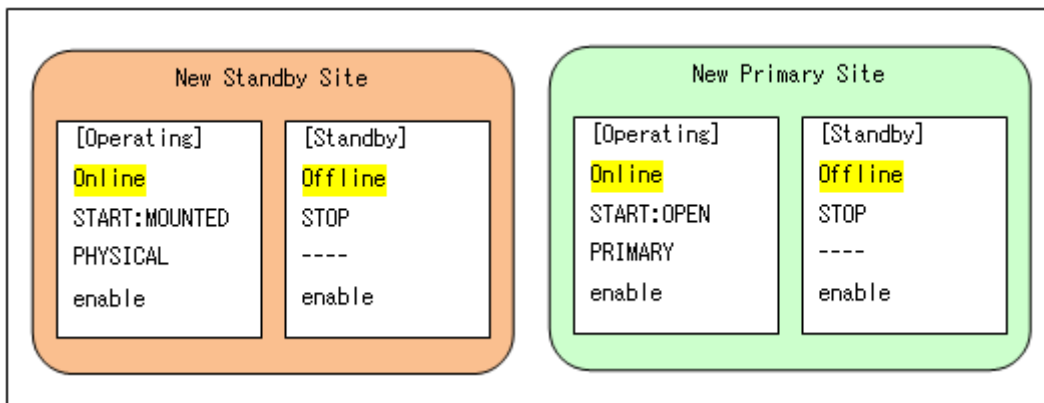 New Standby Site
[Operating]
Online
START:MOUNTED
PHYSICAL
enable
[Standby]
Offline
STOP
----
enable
New Primary Site
[Operating]
Online
START:OPEN
PRIMARY
enable
[Standby]
Offline
STOP
----
enable